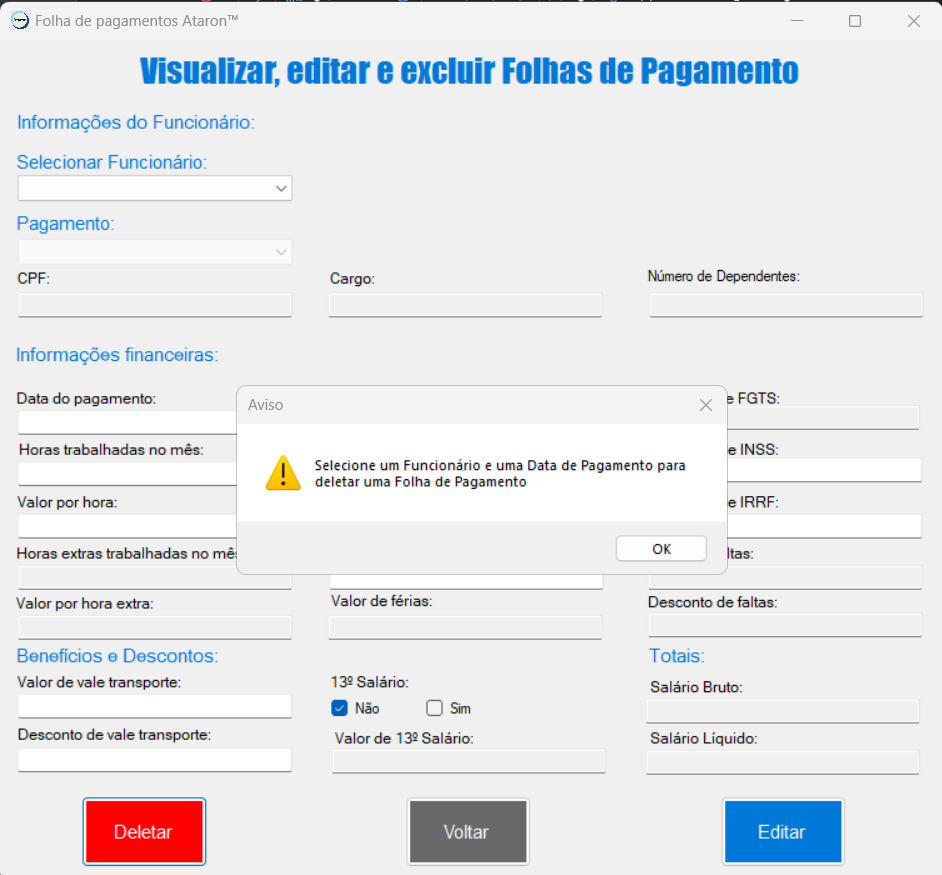 Folha de pagamentos Ataron™
Visualizar, editar e excluir Folhas de Pagamento
Informações do Funcionário:
Selecionar Funcionário:
Pagamento:
CPF:
Cargo:
Número de Dependentes:
Informações financeiras:
Data do pagamento:
e FGTS:
Horas trabalhadas no mês:
e INSS:
Valor por hora:
e IRRF:
Horas extras trabalhadas no mês
ltas:
Aviso
Selecione um Funcionário e uma Data de Pagamento para
deletar uma Folha de Pagamento
OK
Valor por hora extra:
Valor de férias:
Desconto de faltas:
Benefícios e Descontos:
Totais:
Valor de vale transporte:
13º Salário:
Salário Bruto:
Não
Sim
Desconto de vale transporte:
Valor de 13º Salário:
Salário Líquido:
Deletar
Voltar
Editar